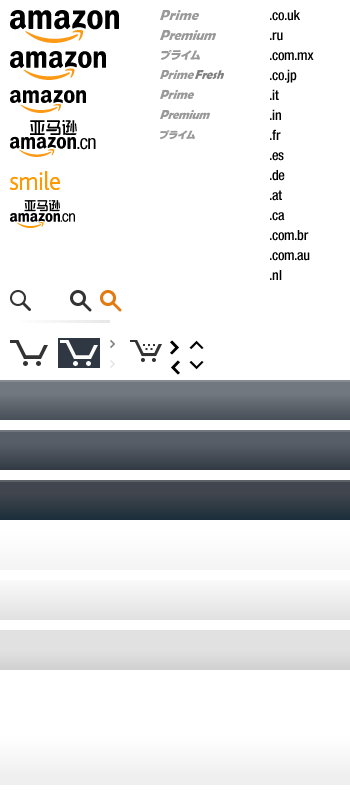 amazon
amazon
amazon
亚马逊
amazon.cn
smile
亚马逊
amazon.cn
Prime
Premium
プライム
Prime Fresh
Prime
Premium
プライム
.co.uk
.ru
.com.mx
.co.jp
.it
.in
.fr
.es
.de
.at
.ca
.com.br
.com.au
.nl